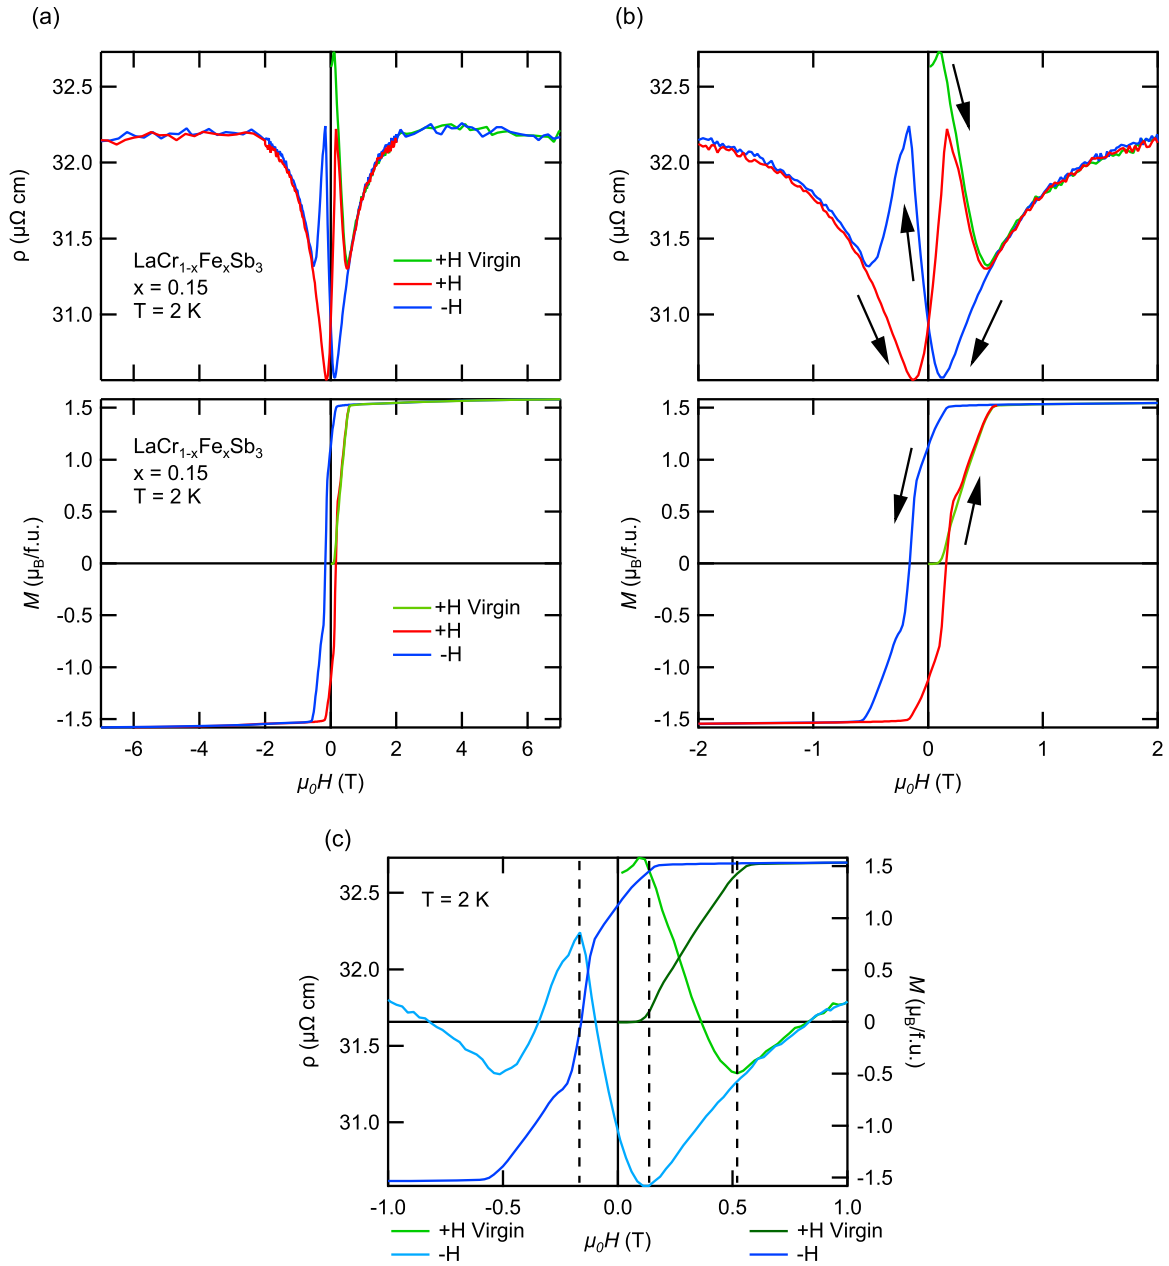 (a)
(b)
ρ (μΩ cm)
32.5
32.0
31.5
31.0
LaCr1-xFexSb3
x = 0.15
T = 2 K
+H Virgin
+H
-H
ρ (μΩ cm)
32.5
32.0
31.5
31.0
M (μB/f.u.)
1.5
1.0
0.5
0
-0.5
-1.0
-1.5
LaCr1-xFexSb3
x = 0.15
T = 2 K
+H Virgin
+H
-H
-6 -4 -2 0 2 4 6
μ0H (T)
M (μB/f.u.)
1.5
1.0
0.5
0
-0.5
-1.0
-1.5
-2 -1 0 1 2
μ0H (T)
(c)
T = 2 K
ρ (μΩ cm)
32.5
32.0
31.5
31.0
1.5
1.0
0.5
0
-0.5
-1.0
-1.5
M (μB/f.u.)
-1.0 -0.5 0.0 0.5 1.0
μ0H (T)
+H Virgin
-H
+H Virgin
-H